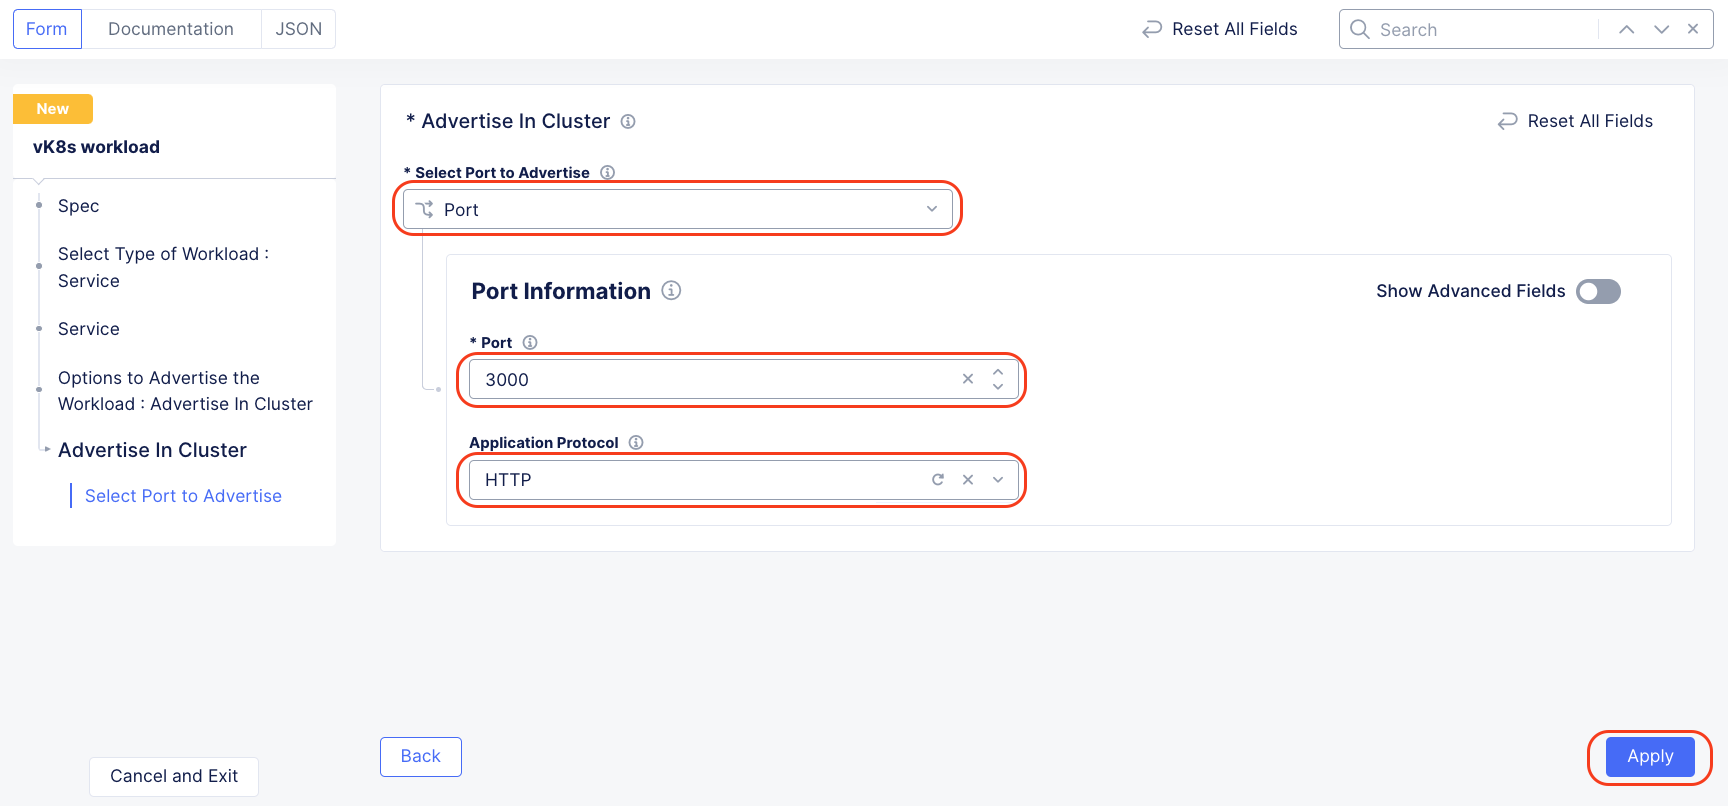 Form
Documentation
JSON
Reset All Fields
Search
New
vK8s workload
Spec
Select Type of Workload :
Service
Service
Options to Advertise the
Workload : Advertise In Cluster
Advertise In Cluster
Select Port to Advertise
* Advertise In Cluster
Reset All Fields
* Select Port to Advertise
Port
Port Information
Show Advanced Fields
* Port
3000
Application Protocol
HTTP
Cancel and Exit
Back
Apply